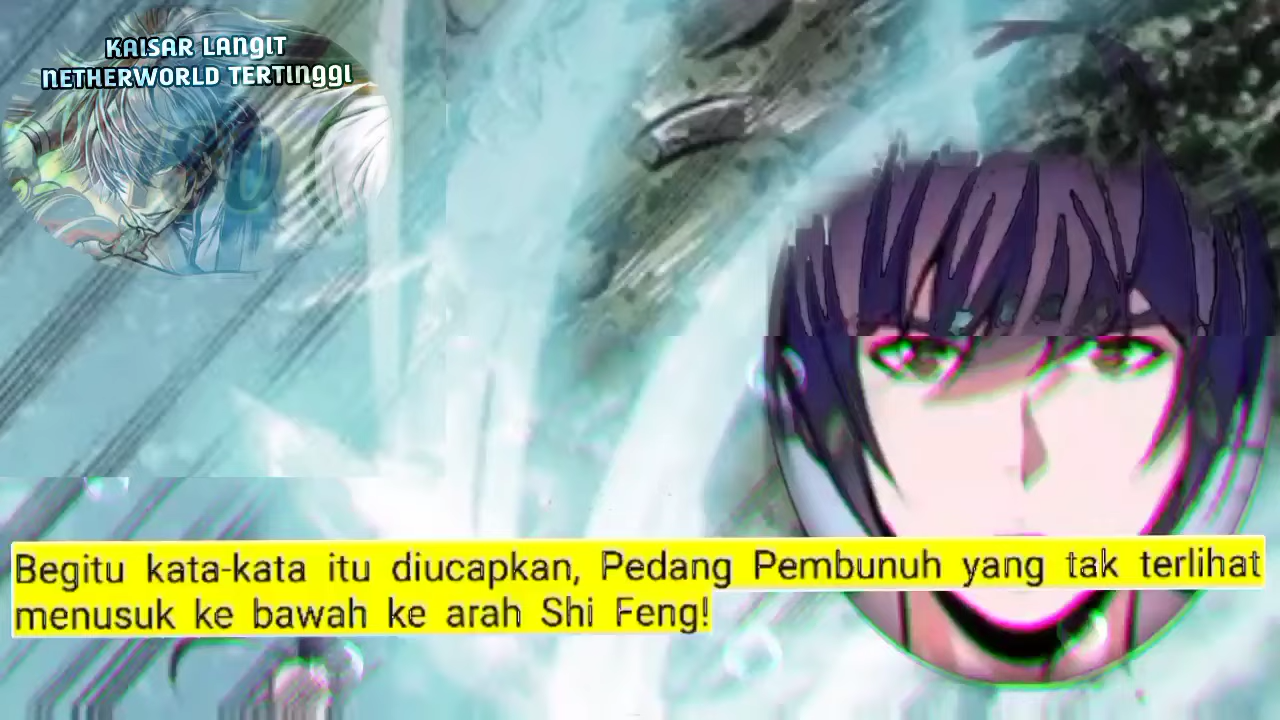 KAISAR LANGIT
NETHERWORLD TERTINGGI
Begitu kata-kata itu diucapkan, Pedang Pembunuh yang tak terlihat
menusuk ke bawah ke arah Shi Feng!